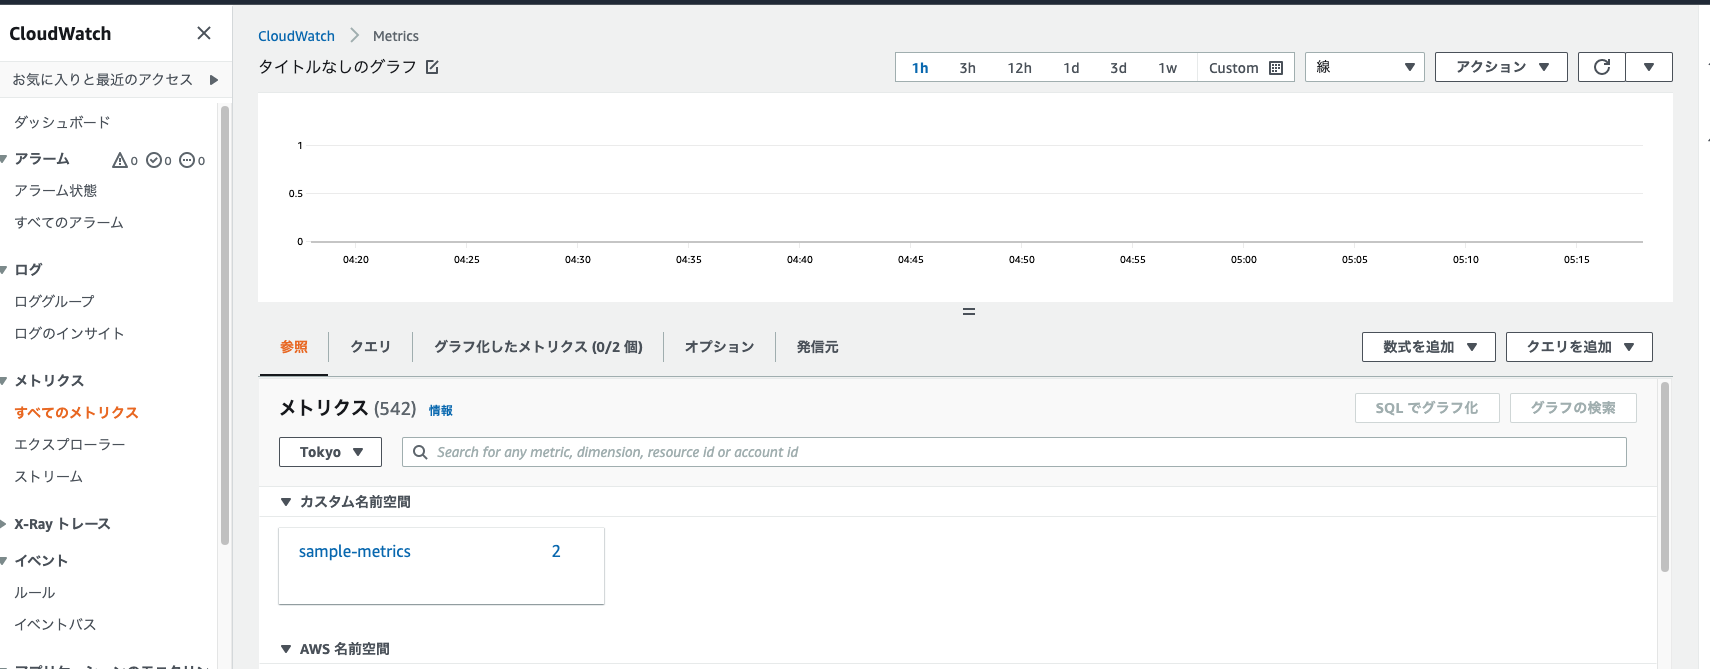 CloudWatch
お気に入りと最近のアクセス
ダッシュボード
アラーム 0 0 0
アラーム状態
すべてのアラーム
ログ
ロググループ
ログのインサイト
メトリクス
すべてのメトリクス
エクスプローラー
ストリーム
X-Ray トレース
イベント
ルール
イベントバス
CloudWatch Metrics
タイトルなしのグラフ
1h 3h 12h 1d 3d 1w Custom 線 アクション
1
0.5
0
04:20 04:25 04:30 04:35 04:40 04:45 04:50 04:55 05:00 05:05 05:10 05:15
参照 クエリ グラフ化したメトリクス (0/2 個) オプション 発信元 数式を追加 クエリを追加
メトリクス (542) 情報 SQL でグラフ化 グラフの検索
Tokyo Search for any metric, dimension, resource id or account id
カスタム名前空間
sample-metrics 2
AWS 名前空間